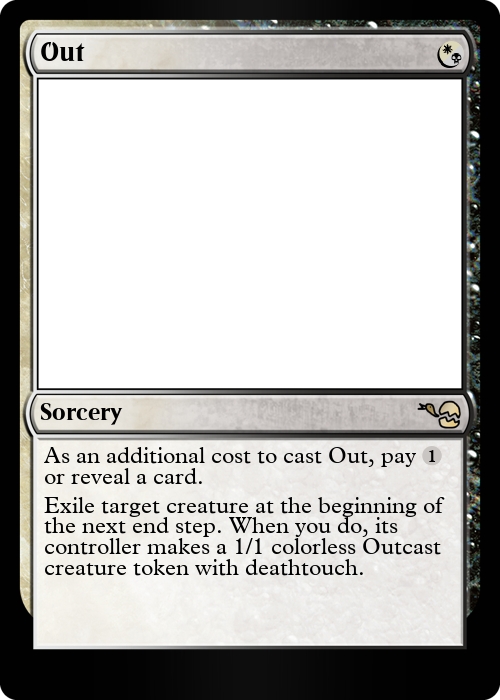 Out
Sorcery
As an additional cost to cast Out, pay 1
or reveal a card.
Exile target creature at the beginning of
the next end step. When you do, its
controller makes a 1/1 colorless Outcast
creature token with deathtouch.